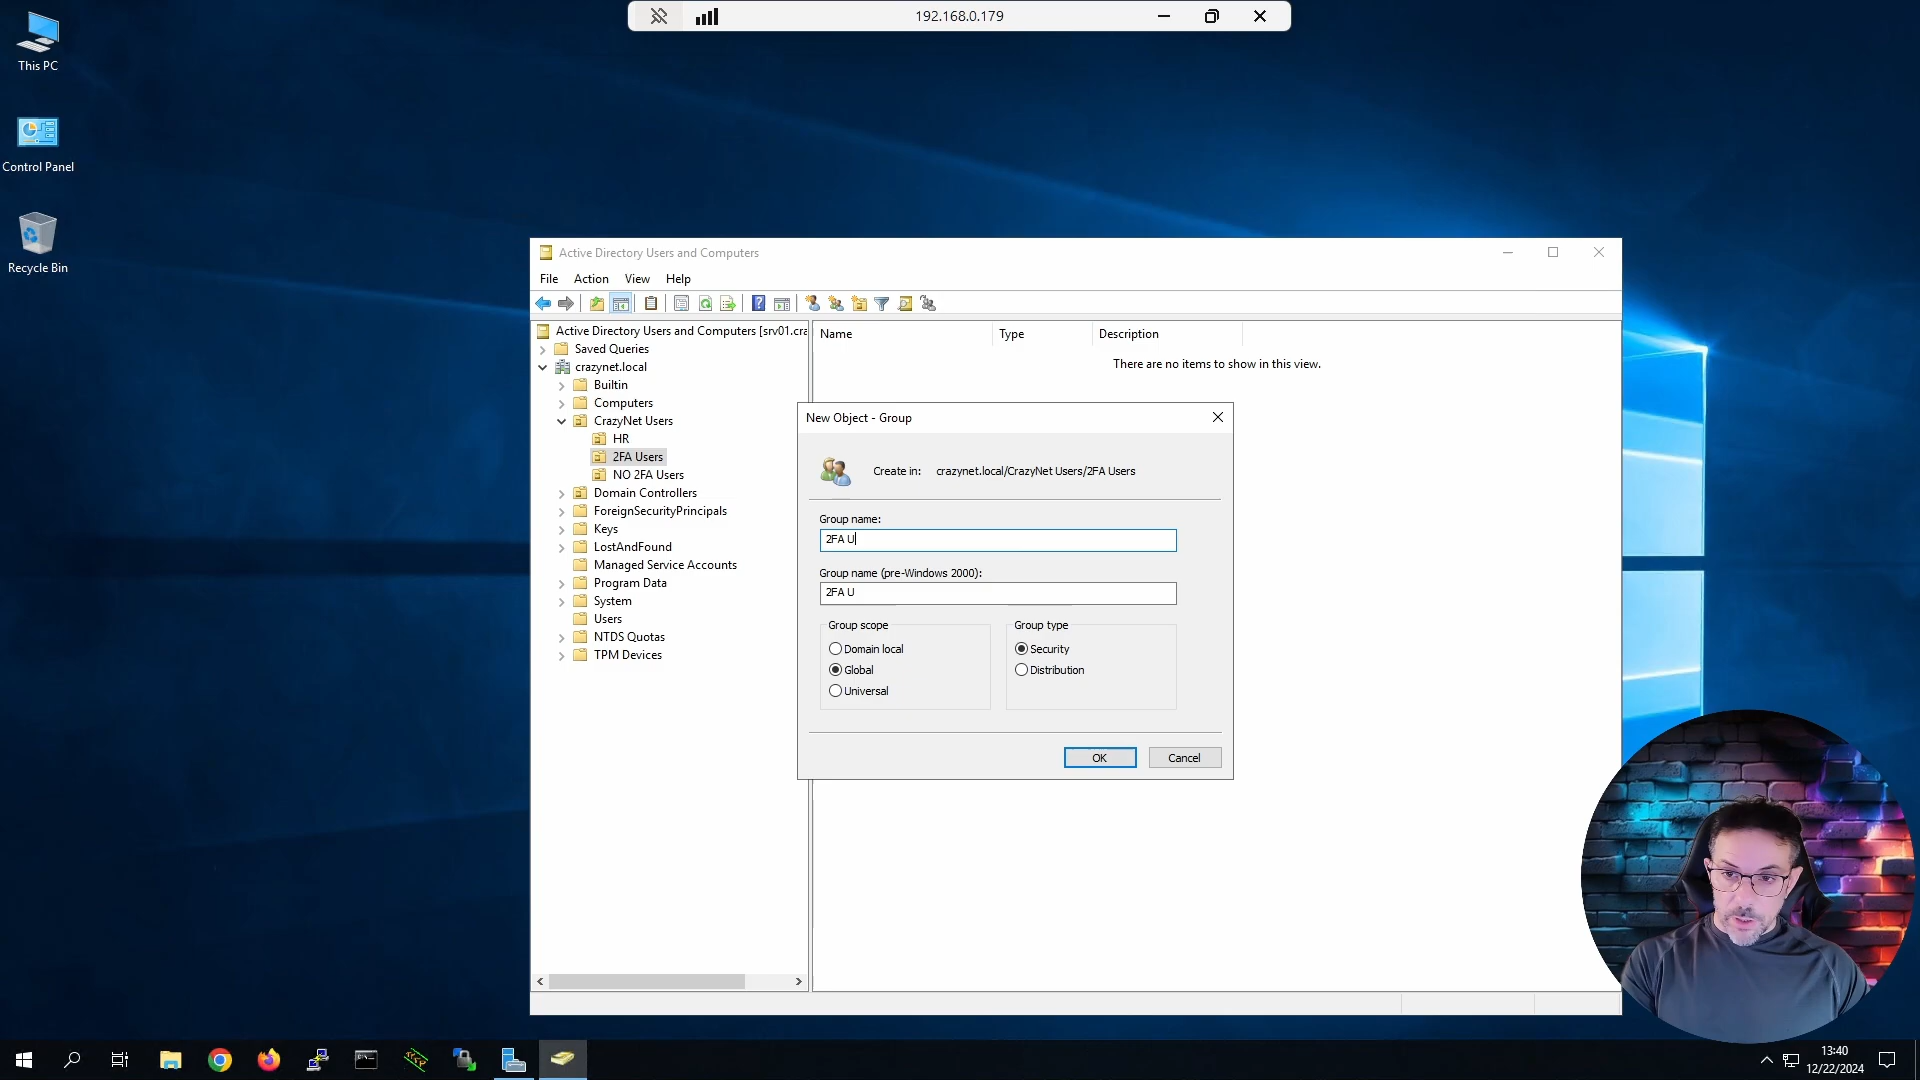 192.168.0.179
This PC
Control Panel
Recycle Bin
Active Directory Users and Computers
File Action View Help
Active Directory Users and Computers [srv01.cra
Saved Queries
crazynet.local
Builtin
Computers
CrazyNet Users
HR
2FA Users
NO 2FA Users
Domain Controllers
ForeignSecurityPrincipals
Keys
LostAndFound
Managed Service Accounts
Program Data
System
Users
NTDS Quotas
TPM Devices
Name Type Description
There are no items to show in this view.
New Object - Group
Create in: crazynet.local/CrazyNet Users/2FA Users
Group name:
2FA U
Group name (pre-Windows 2000):
2FA U
Group scope
Domain local
Global
Universal
Group type
Security
Distribution
OK Cancel
13:40
12/22/2024